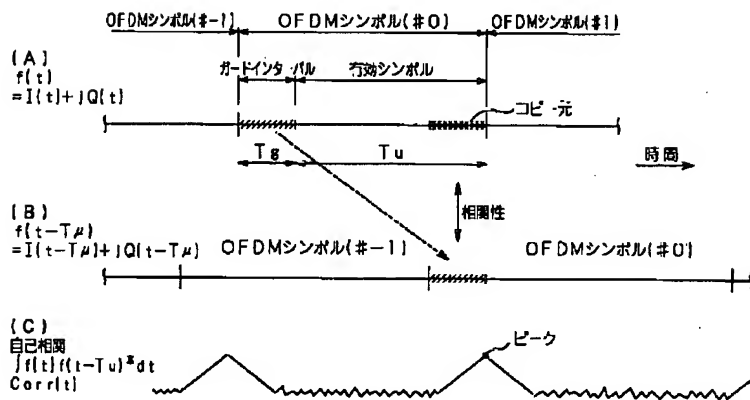 OFDMシンボル(#-1)
OFDMシンボル(#0)
OFDMシンボル(#1)
(A)
f(t)
=I(t)+jQ(t)
ガードインターバル
有効シンボル
コピー元
Tg
Tu
時間
相関性
(B)
f(t-Tμ)
=I(t-Tμ)+jQ(t-Tμ)
OFDMシンボル(#-1)
OFDMシンボル(#0)
(C)
自己相関
∫f(t)f(t-Tu)*dt
Corr(t)
ピーク